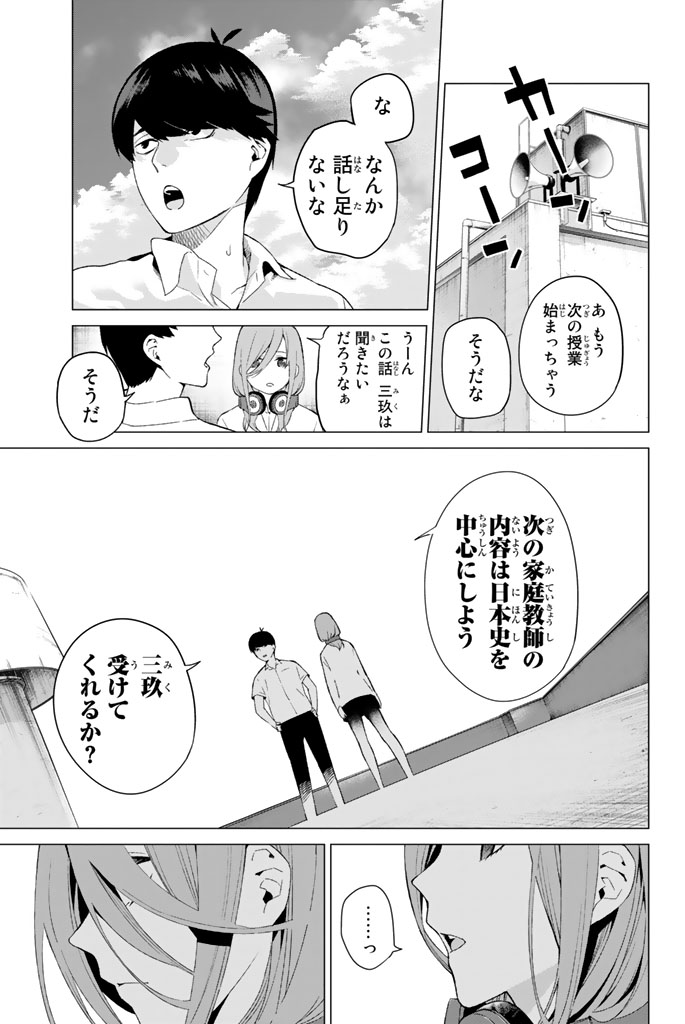 キーン
コーン
あ もう
次の授業
始まっちゃう
そうだな
な
なんか
話し足り
ないな
うーん
この話 三玖は
聞きたい
だろうなぁ
そうだ
次の家庭教師の
内容は日本史を
中心にしよう
三玖
受けて
くれるか？
……っ